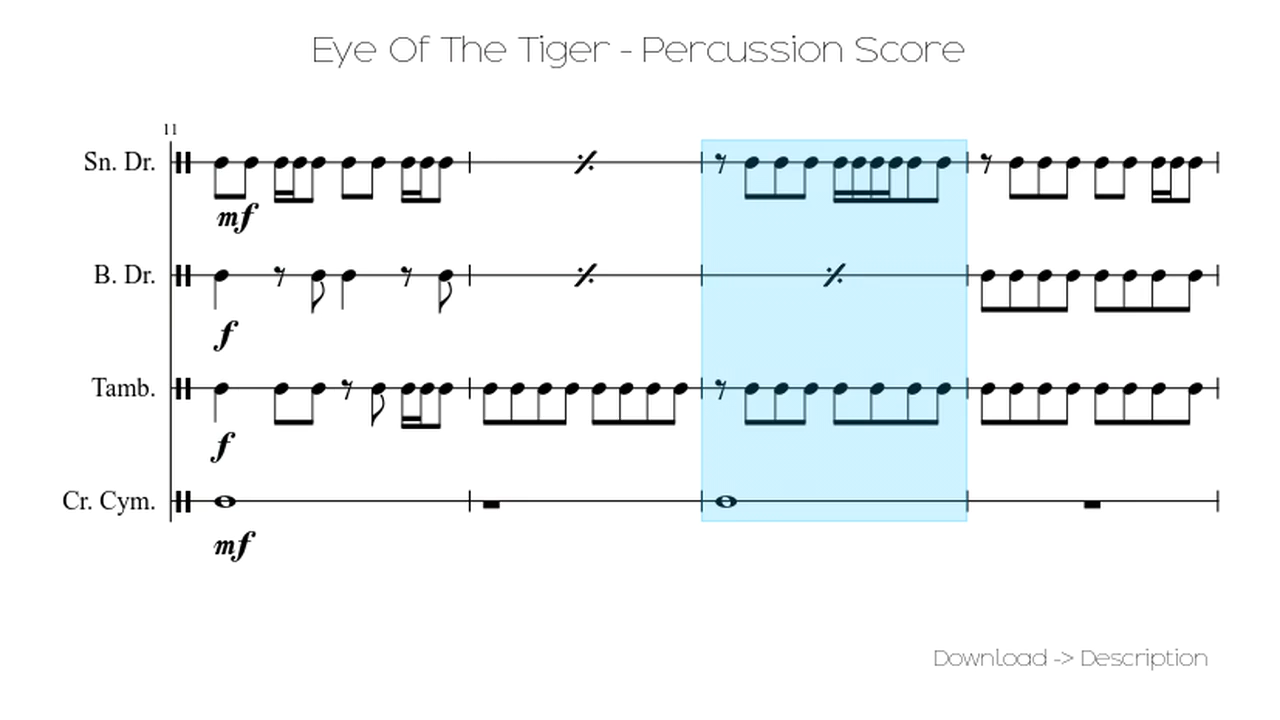 Eye Of The Tiger - Percussion Score
11
Sn. Dr.
mf
B. Dr.
f
Tamb.
f
Cr. Cym.
mf
Download -> Description